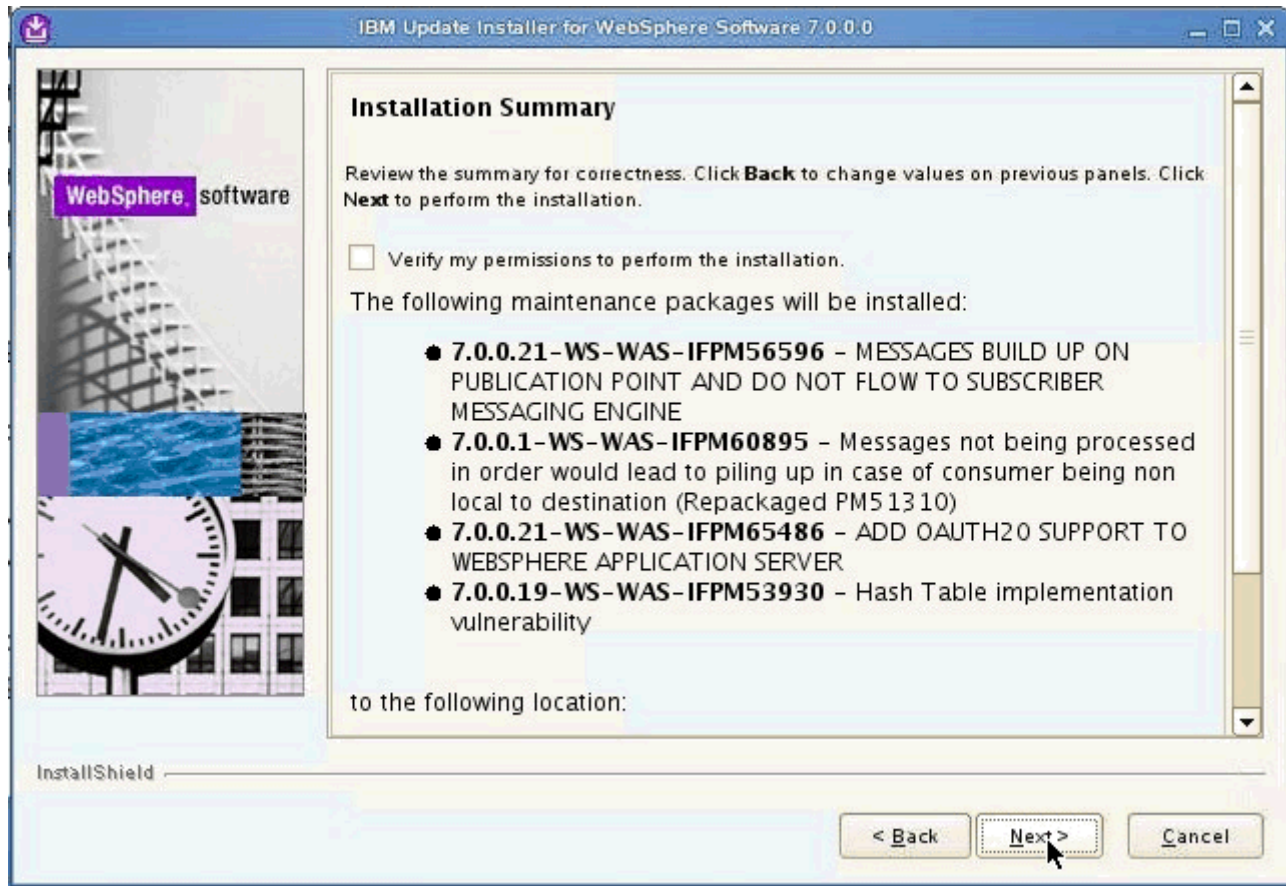 IBM Update Installer for WebSphere Software 7.0.0.0
WebSphere software
Installation Summary
Review the summary for correctness. Click Back to change values on previous panels. Click
Next to perform the installation.
Verify my permissions to perform the installation.
The following maintenance packages will be installed:
● 7.0.0.21-WS-WAS-IFPM56596 - MESSAGES BUILD UP ON
PUBLICATION POINT AND DO NOT FLOW TO SUBSCRIBER
MESSAGING ENGINE
● 7.0.0.1-WS-WAS-IFPM60895 - Messages not being processed
in order would lead to piling up in case of consumer being non
local to destination (Repackaged PM51310)
● 7.0.0.21-WS-WAS-IFPM65486 - ADD OAUTH20 SUPPORT TO
WEBSPHERE APPLICATION SERVER
● 7.0.0.19-WS-WAS-IFPM53930 - Hash Table implementation
vulnerability
to the following location:
InstallShield
< Back
Next >
Cancel